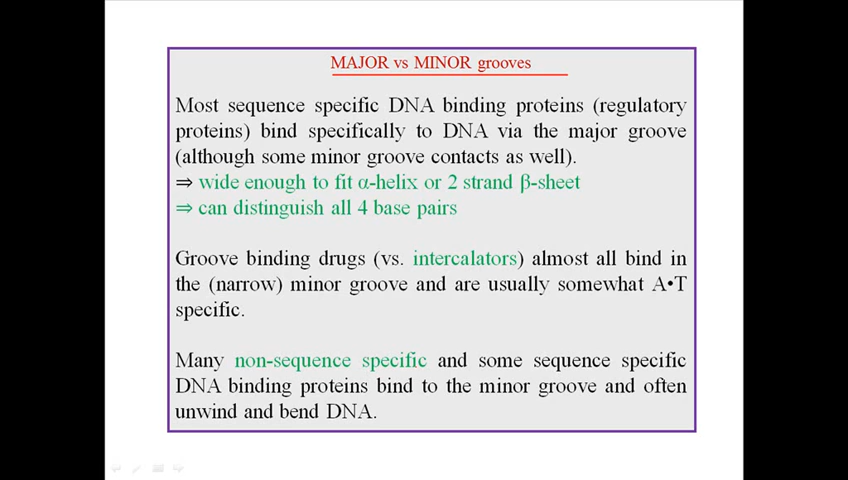 MAJOR vs MINOR grooves
Most sequence specific DNA binding proteins (regulatory
proteins) bind specifically to DNA via the major groove
(although some minor groove contacts as well).
⇒ wide enough to fit α-helix or 2 strand β-sheet
⇒ can distinguish all 4 base pairs
Groove binding drugs (vs. intercalators) almost all bind in
the (narrow) minor groove and are usually somewhat A•T
specific.
Many non-sequence specific and some sequence specific
DNA binding proteins bind to the minor groove and often
unwind and bend DNA.